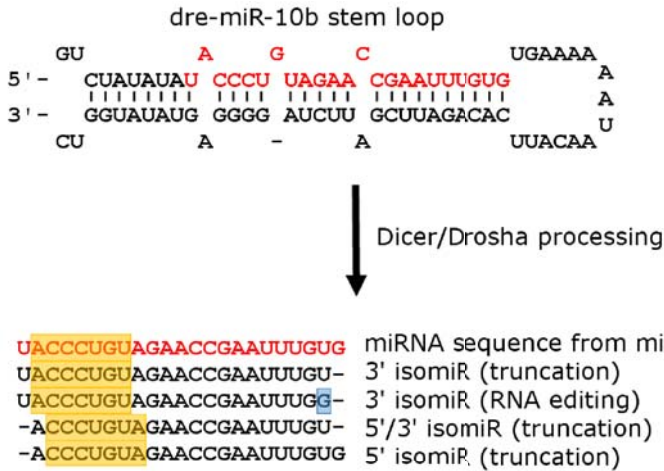 dre-miR-10b stem loop
GU A G C UGAAAA
5'- CUAUAUAU CCCU UAGAA CGAAUUUGUG A
A
3'- GGUAUAUG GGGG AUCUU GCUUAGACAC U
CU A - A UUACAA
Dicer/Drosha processing
UACCCUGUAGAACCGAAUUUGUG miRNA sequence from mi
UACCCUGUAGAACCGAAUUUGU- 3' isomiR (truncation)
UACCCUGUAGAACCGAAUUUGG- 3' isomiR (RNA editing)
-ACCCUGUAGAACCGAAUUUGU- 5'/3' isomiR (truncation)
-ACCCUGUAGAACCGAAUUUGUG 5' isomiR (truncation)